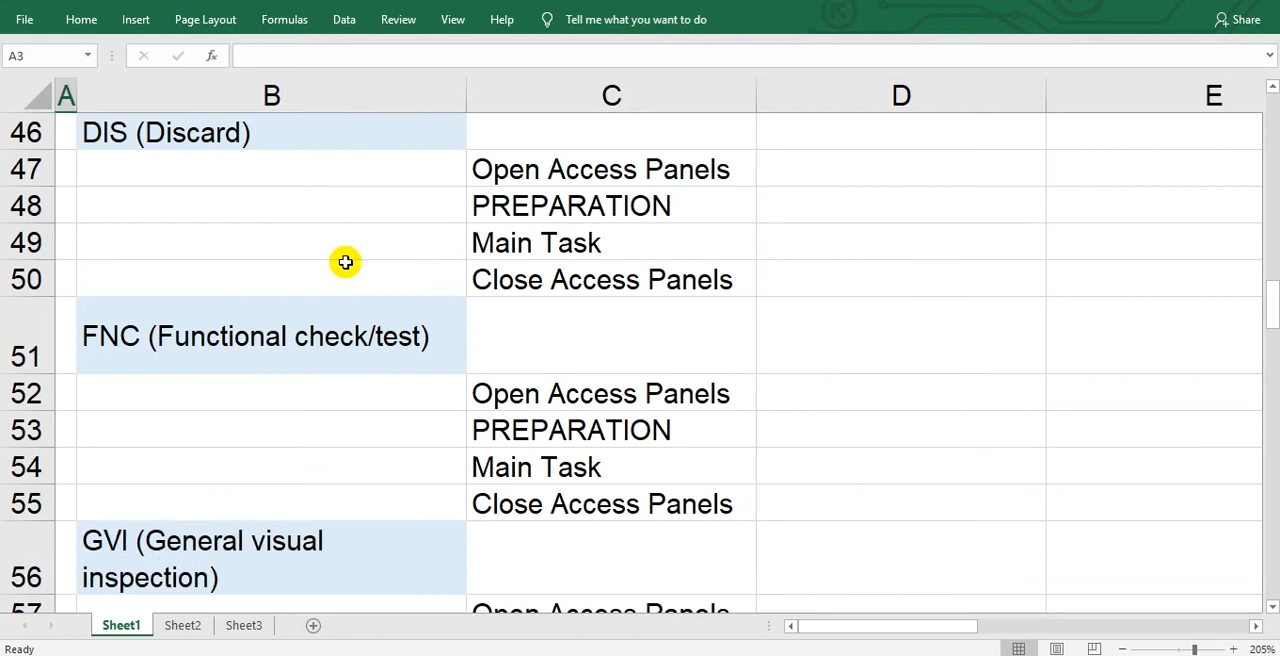 File Home Insert Page Layout Formulas Data Review View Help Tell me what you want to do Share
A3 fx
A B C D E
46 DIS (Discard)
47 Open Access Panels
48 PREPARATION
49 Main Task
50 Close Access Panels
51 FNC (Functional check/test)
52 Open Access Panels
53 PREPARATION
54 Main Task
55 Close Access Panels
GVI (General visual
56 inspection)
57 Open Access Panels
Sheet1 Sheet2 Sheet3
Ready 205%